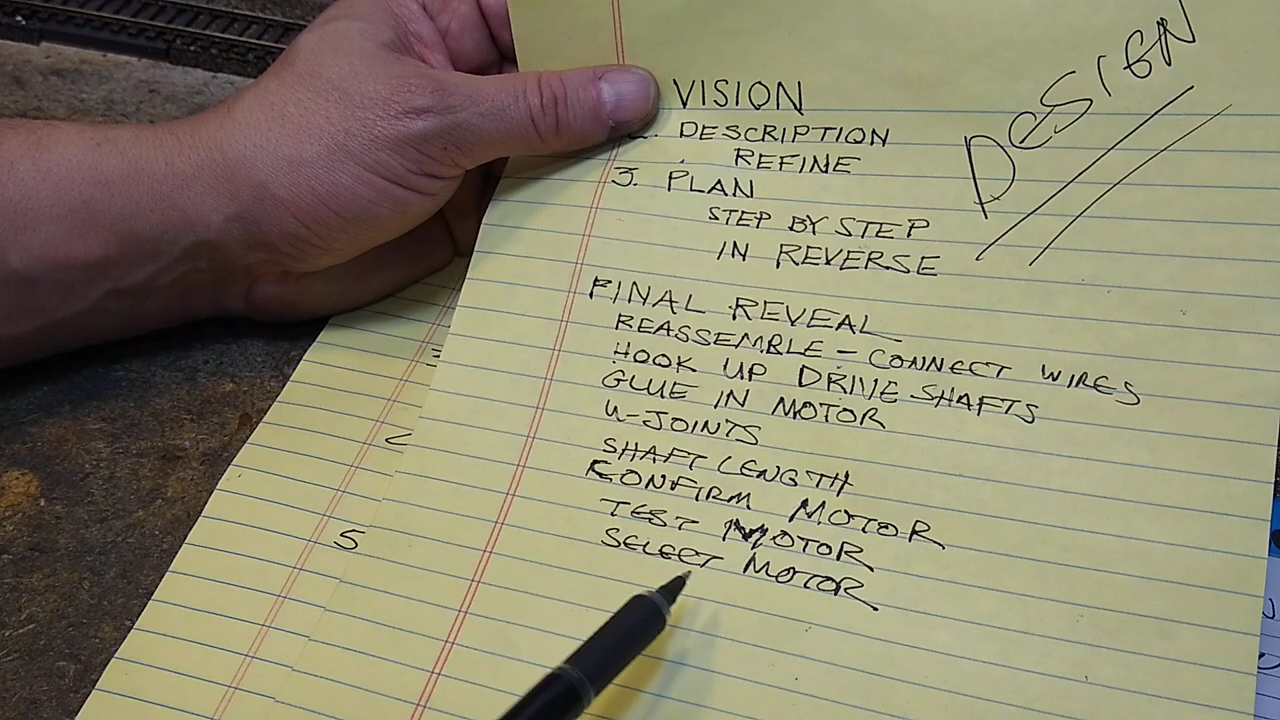 DESIGN
VISION
2. DESCRIPTION
REFINE
3. PLAN
STEP BY STEP
IN REVERSE
FINAL REVEAL
REASSEMBLE - CONNECT WIRES
HOOK UP DRIVE SHAFTS
GLUE IN MOTOR
U-JOINTS
SHAFT LENGTH
CONFIRM MOTOR
TEST MOTOR
SELECT MOTOR
5